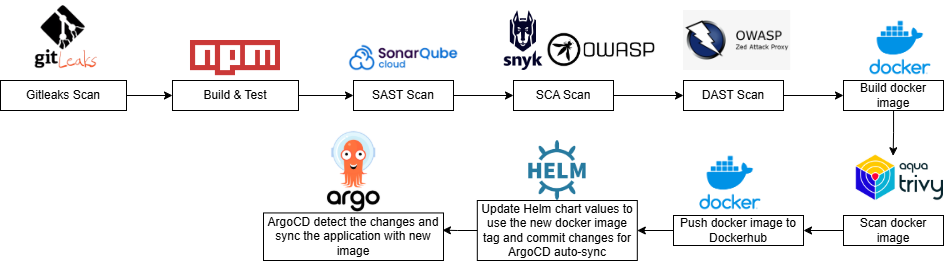 git
Leaks
npm
SonarQube
cloud
snyk
OWASP
OWASP
Zed Attack Proxy
docker
Gitleaks Scan
Build & Test
SAST Scan
SCA Scan
DAST Scan
Build docker
image
argo
HELM
docker
aqua
trivy
ArgoCD detect the changes and
sync the application with new
image
Update Helm chart values to
use the new docker image
tag and commit changes for
ArgoCD auto-sync
Push docker image to
Dockerhub
Scan docker
image